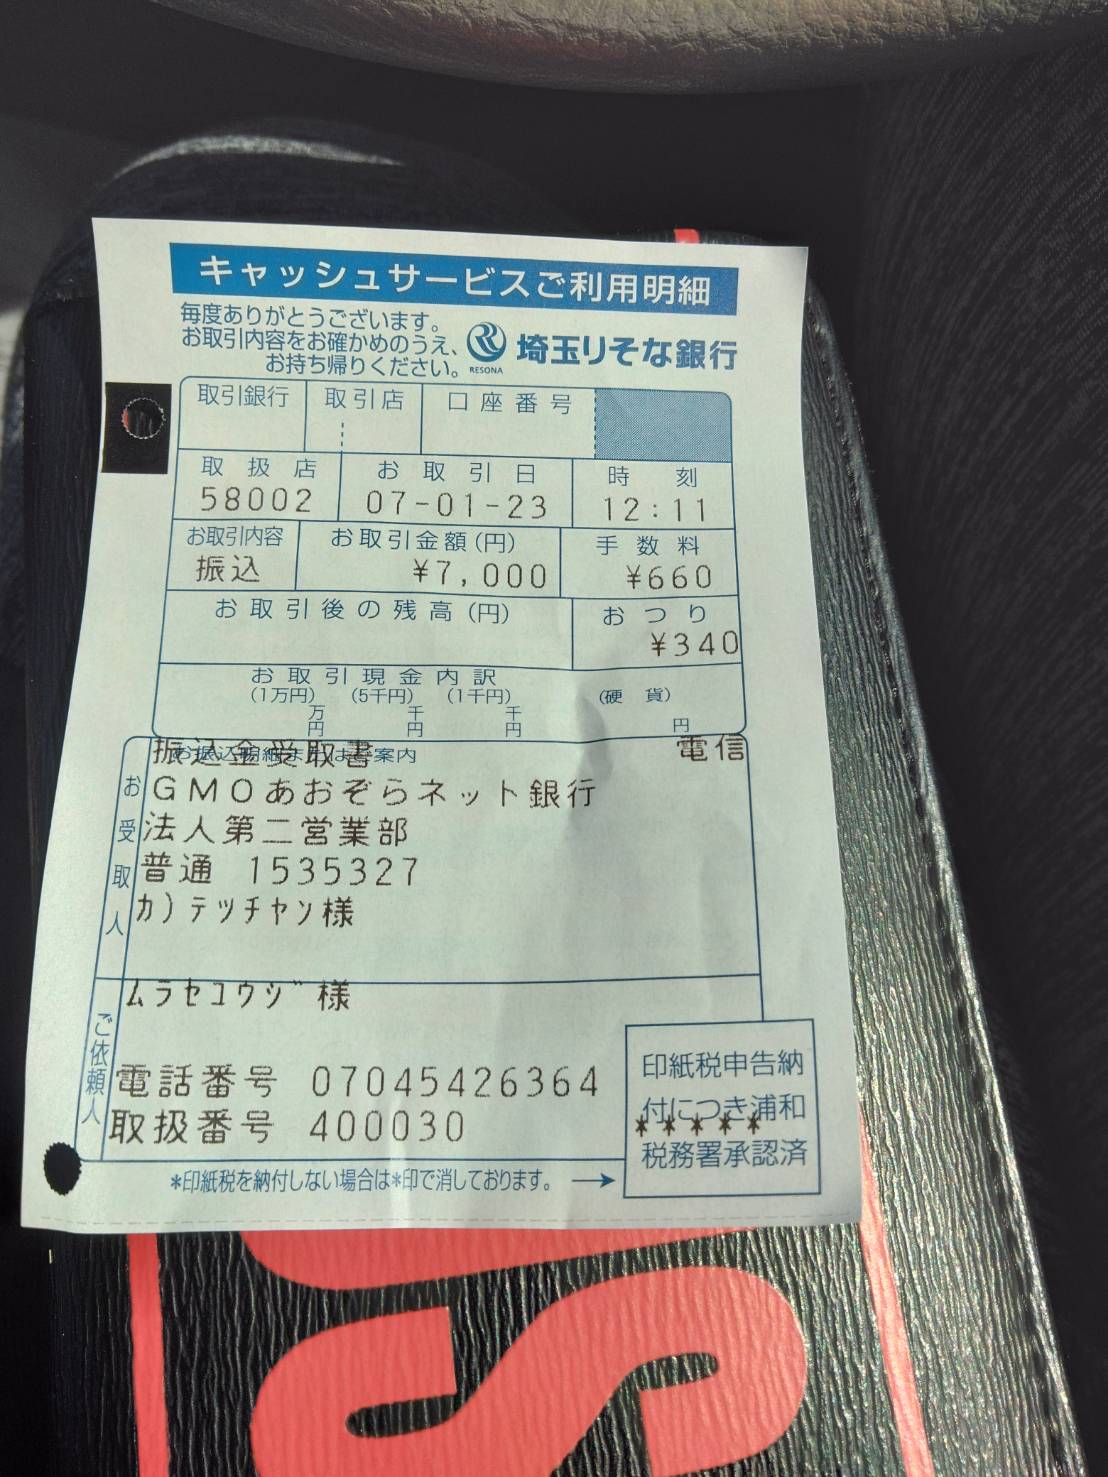 キャッシュサービスご利用明細
毎度ありがとうございます。
お取引内容をお確かめのうえ、
お持ち帰りください。
RESONA
埼玉りそな銀行
取引銀行 取引店 口座番号
取扱店 お取引日 時刻
58002 07-01-23 12:11
お取引内容 お取引金額(円) 手数料
振込 ¥7,000 ¥660
お取引後の残高(円) おつり
¥340
お取引現金内訳
(1万円) (5千円) (1千円) (硬貨)
万円 千円 千円 円
振込金受取書 電信
お振込明細またはご案内
お受取人
GMOあおぞらネット銀行
法人第二営業部
普通 1535327
カ)テツチヤン様
ご依頼人
ムラセユウジ様
電話番号 07045426364
取扱番号 400030
印紙税申告納
付につき浦和
*****
税務署承認済
*印紙税を納付しない場合は*印で消しております。 →